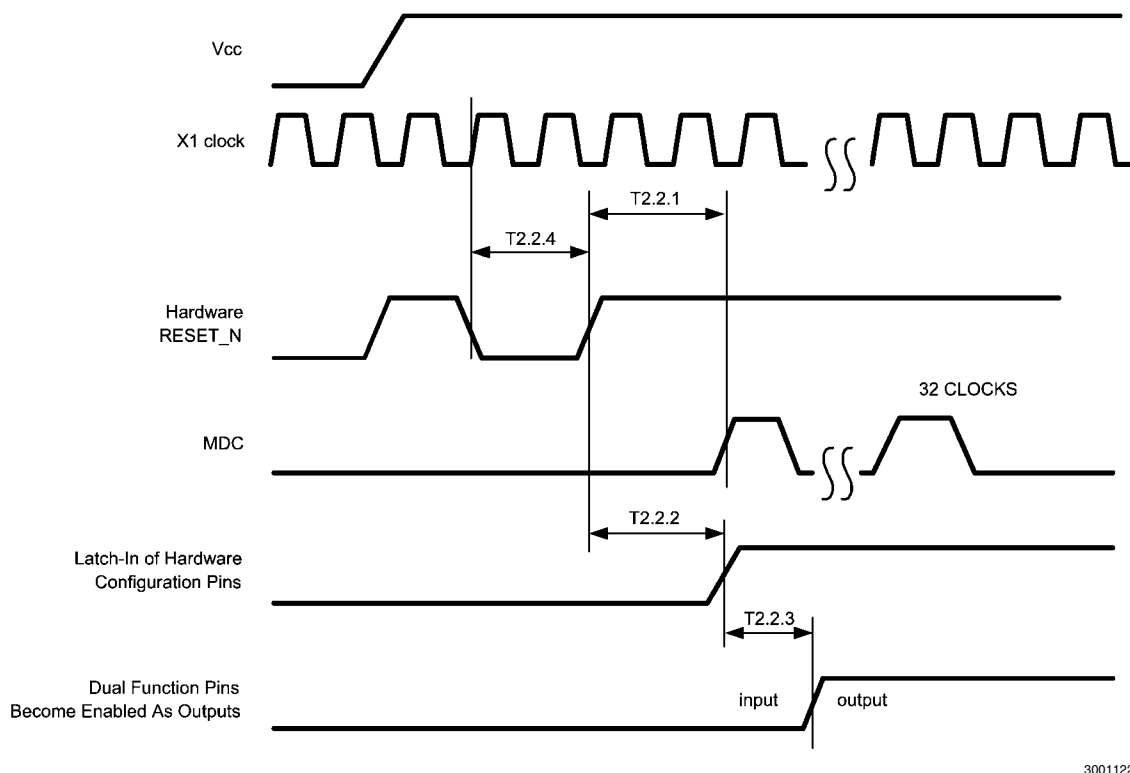 Vcc
X1 clock
T2.2.1
T2.2.4
Hardware
RESET_N
32 CLOCKS
MDC
T2.2.2
Latch-In of Hardware
Configuration Pins
T2.2.3
Dual Function Pins
Become Enabled As Outputs
input
output
3001122